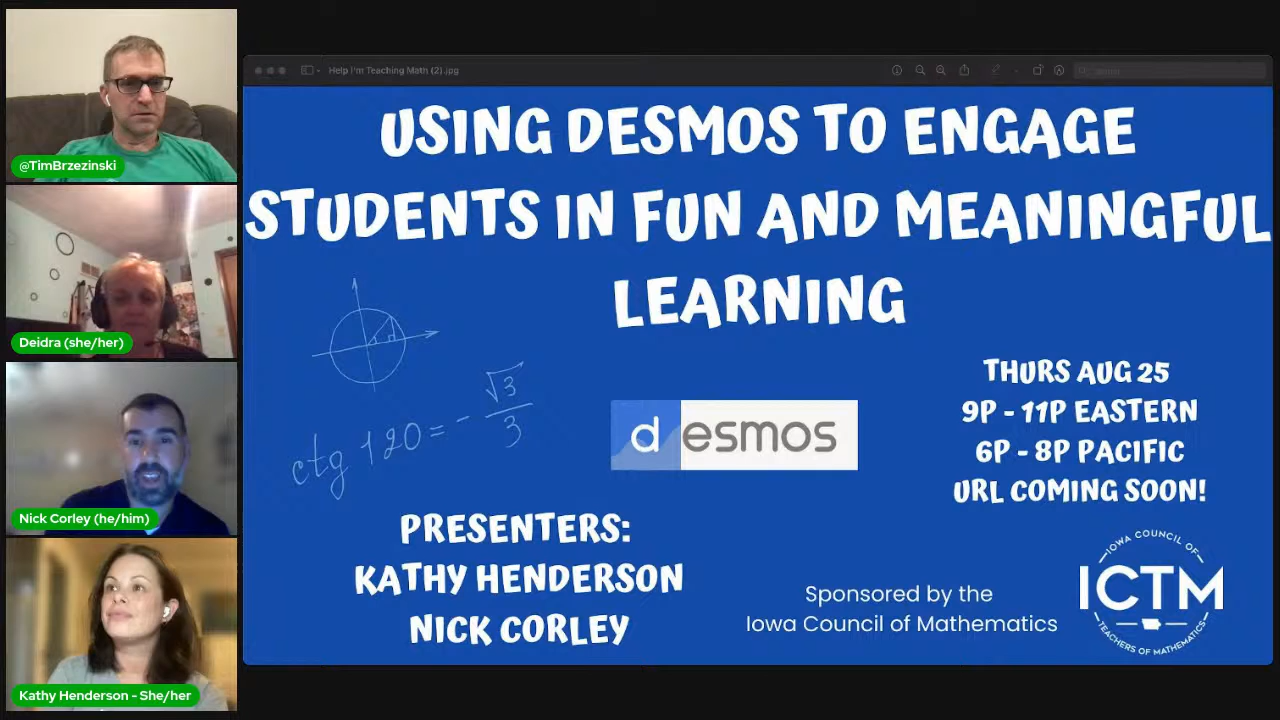 @TimBrzezinski
Deidra (she/her)
Nick Corley (he/him)
Kathy Henderson - She/her
Help I'm Teaching Math (2).jpg
USING DESMOS TO ENGAGE
STUDENTS IN FUN AND MEANINGFUL
LEARNING
d
ctg 120 = - √3/3
desmos
THURS AUG 25
9P - 11P EASTERN
6P - 8P PACIFIC
URL COMING SOON!
PRESENTERS:
KATHY HENDERSON
NICK CORLEY
Sponsored by the
Iowa Council of Mathematics
IOWA COUNCIL OF
ICTM
TEACHERS OF MATHEMATICS